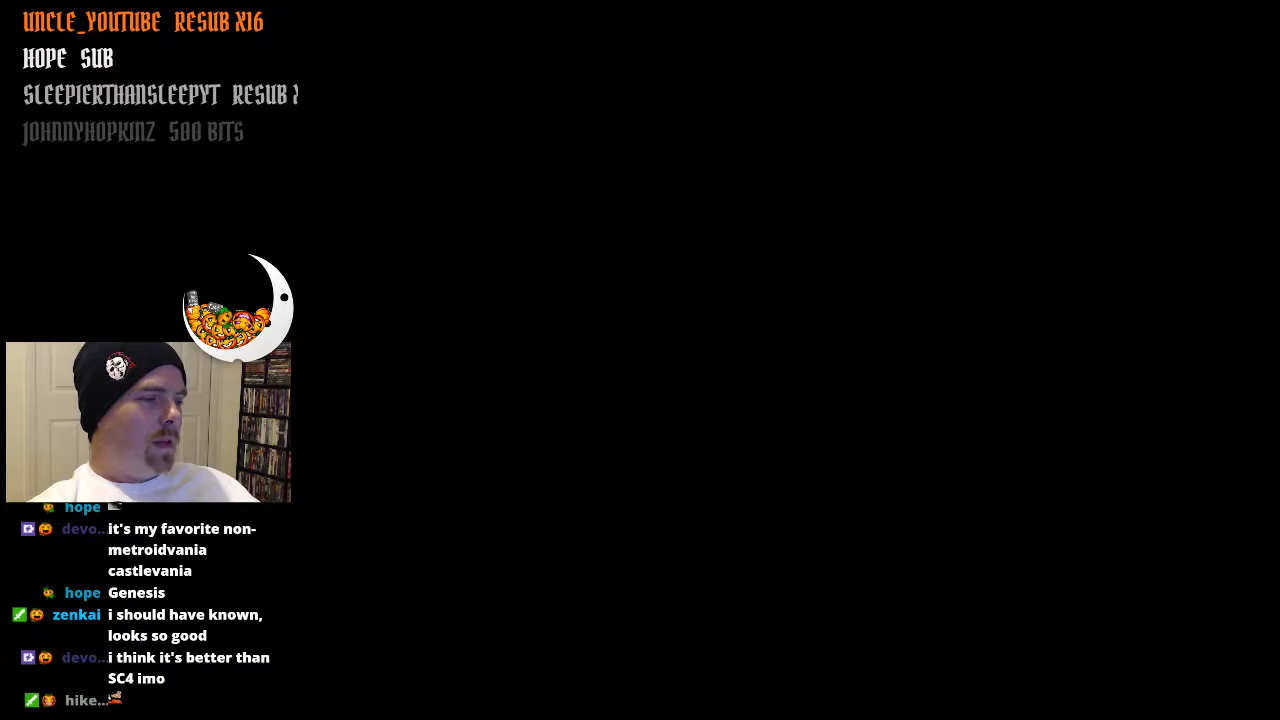 UNCLE_YOUTUBE RESUB X16
HOPE SUB
SLEEPIERTHANSLEEPYT RESUB
JOHNNYHOPKINZ 500 BITS
hope
devo... it's my favorite non-
metroidvania
castlevania
hope Genesis
zenkai i should have known,
looks so good
devo... i think it's better than
SC4 imo
hike...